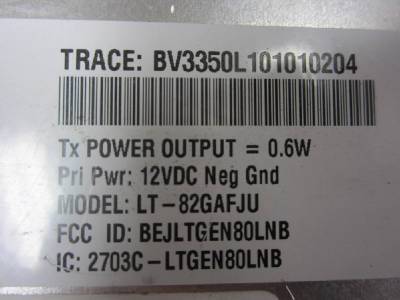 TRACE: BV3350L101010204
Tx POWER OUTPUT = 0.6W
Pri Pwr: 12VDC Neg Gnd
MODEL: LT-82GAFJU
FCC ID: BEJLTGEN80LNB
IC: 2703C-LTGEN80LNB